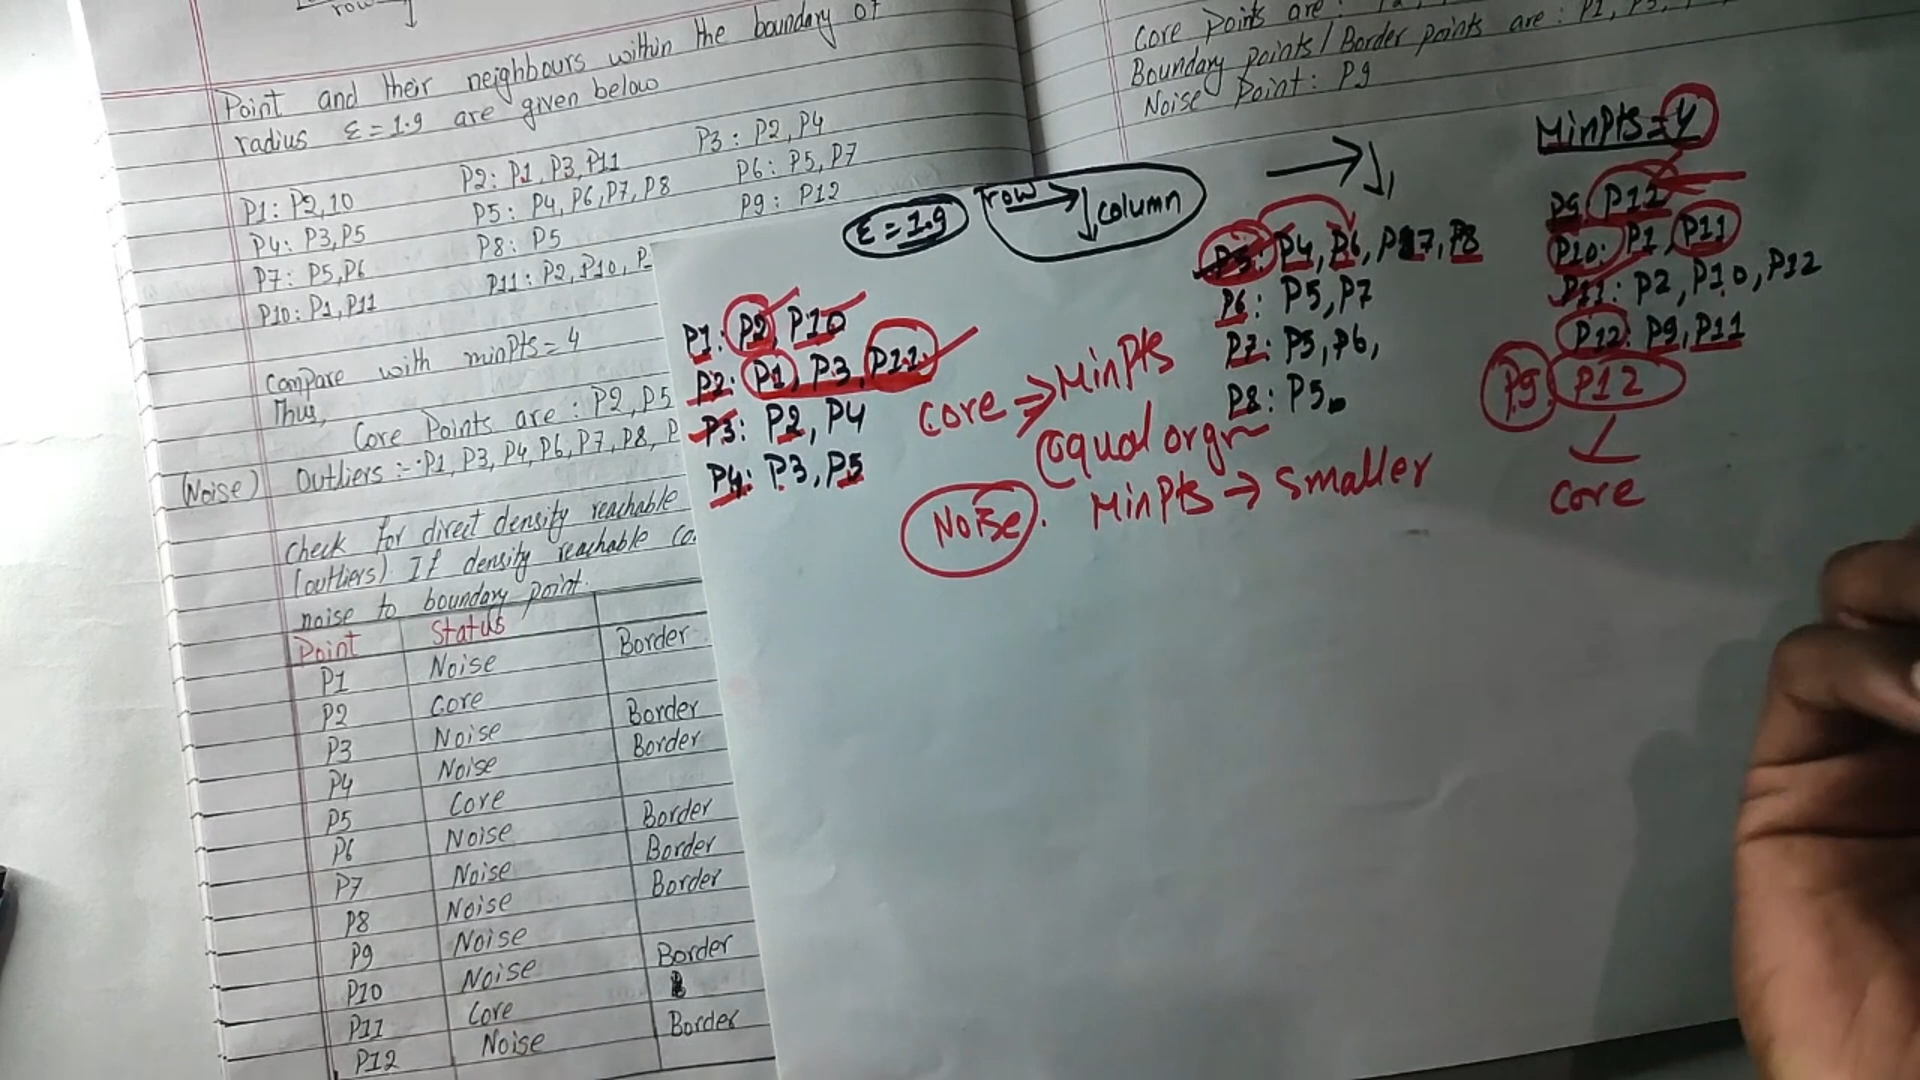 row
Point and their neighbours within the boundary of
radius ε = 1.9 are given below
P1: P2, 10 P2: P1, P3, P11 P3: P2, P4
P4: P3, P5 P5: P4, P6, P7, P8 P6: P5, P7
P7: P5, P6 P8: P5 P9: P12
P10: P1, P11 P11: P2, P10, P
Compare with minPts = 4
Thus,
Core Points are: P2, P5
(Noise) Outliers = P1, P3, P4, P6, P7, P8, P
Check for direct density reachable
(outliers) If density reachable Co
noise to boundary point.
Point Status
P1 Noise Border
P2 Core
P3 Noise Border
P4 Noise Border
P5 Core
P6 Noise Border
P7 Noise Border
P8 Noise Border
P9 Noise
P10 Noise Border
P11 Core
P12 Noise Border
Core Points are:
Boundary points / Border points are: P1, P3,
Noise Point: P9
ε = 1.9
row → ↓ column
P1: P2, P10
P2: P1, P3, P11
P3: P2, P4
P4: P3, P5
P5: P4, P6, P7, P8
P6: P5, P7
P7: P5, P6,
P8: P5
MinPts = 4
P9: P12
P10: P1, P11
P11: P2, P10, P12
P12: P9, P11
P9: P12
core
Core → MinPts
equal or gr
Noise. MinPts → smaller